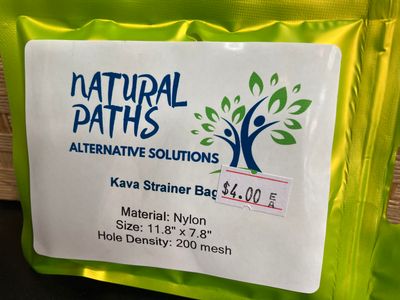 NATURAL
PATHS
ALTERNATIVE SOLUTIONS
Kava Strainer Bag
$4.00 EA
Material: Nylon
Size: 11.8" x 7.8"
Hole Density: 200 mesh